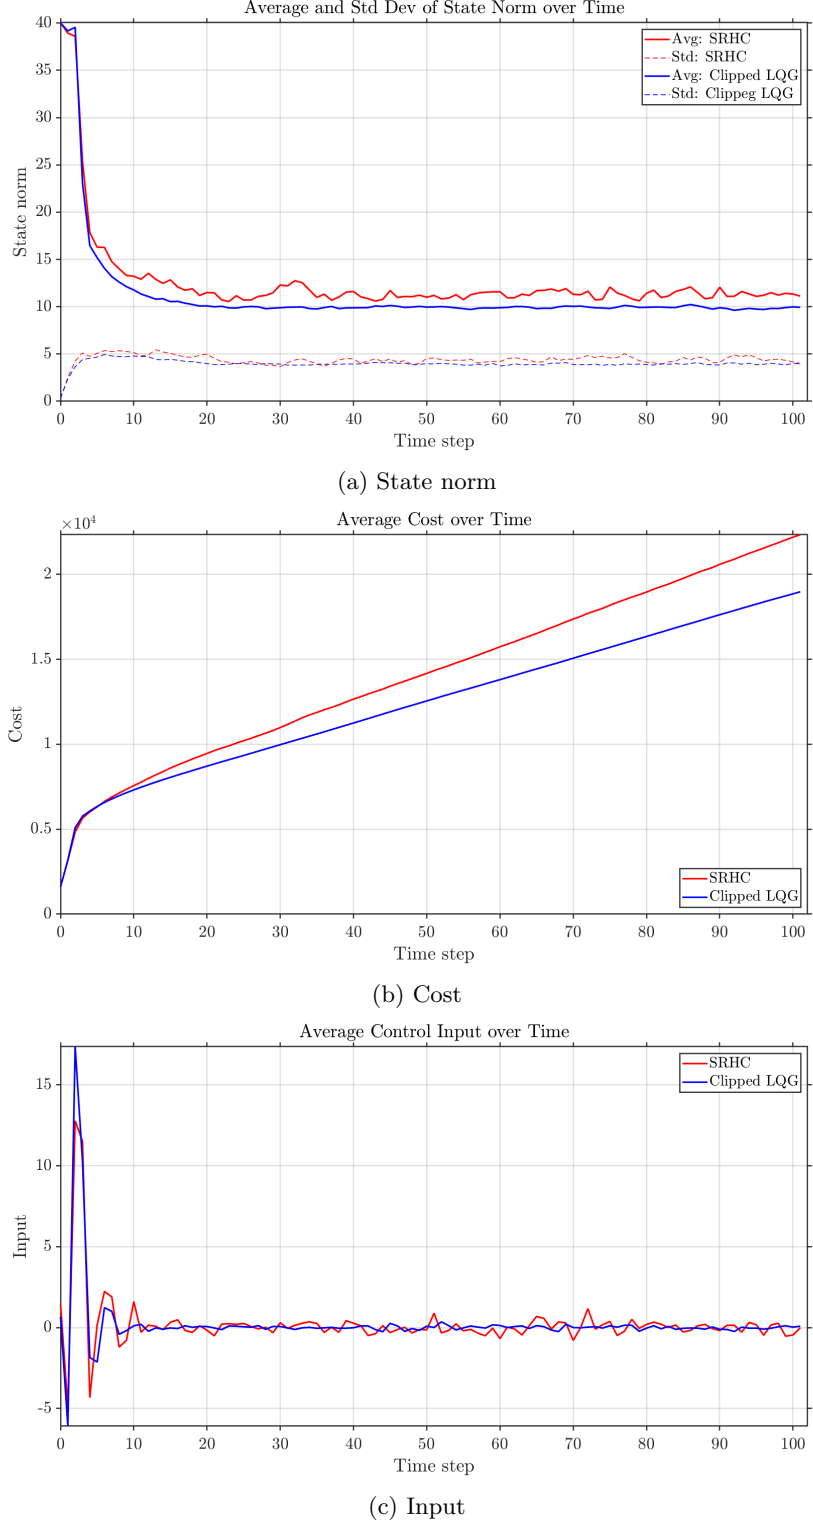 Average and Std Dev of State Norm over Time
40
35
30
25
20
15
10
5
0
State norm
Avg: SRHC
Std: SRHC
Avg: Clipped LQG
Std: Clippeg LQG
0 10 20 30 40 50 60 70 80 90 100
Time step
(a) State norm
×10^4
Average Cost over Time
2
1.5
1
0.5
0
Cost
SRHC
Clipped LQG
0 10 20 30 40 50 60 70 80 90 100
Time step
(b) Cost
Average Control Input over Time
15
10
5
0
-5
Input
SRHC
Clipped LQG
0 10 20 30 40 50 60 70 80 90 100
Time step
(c) Input